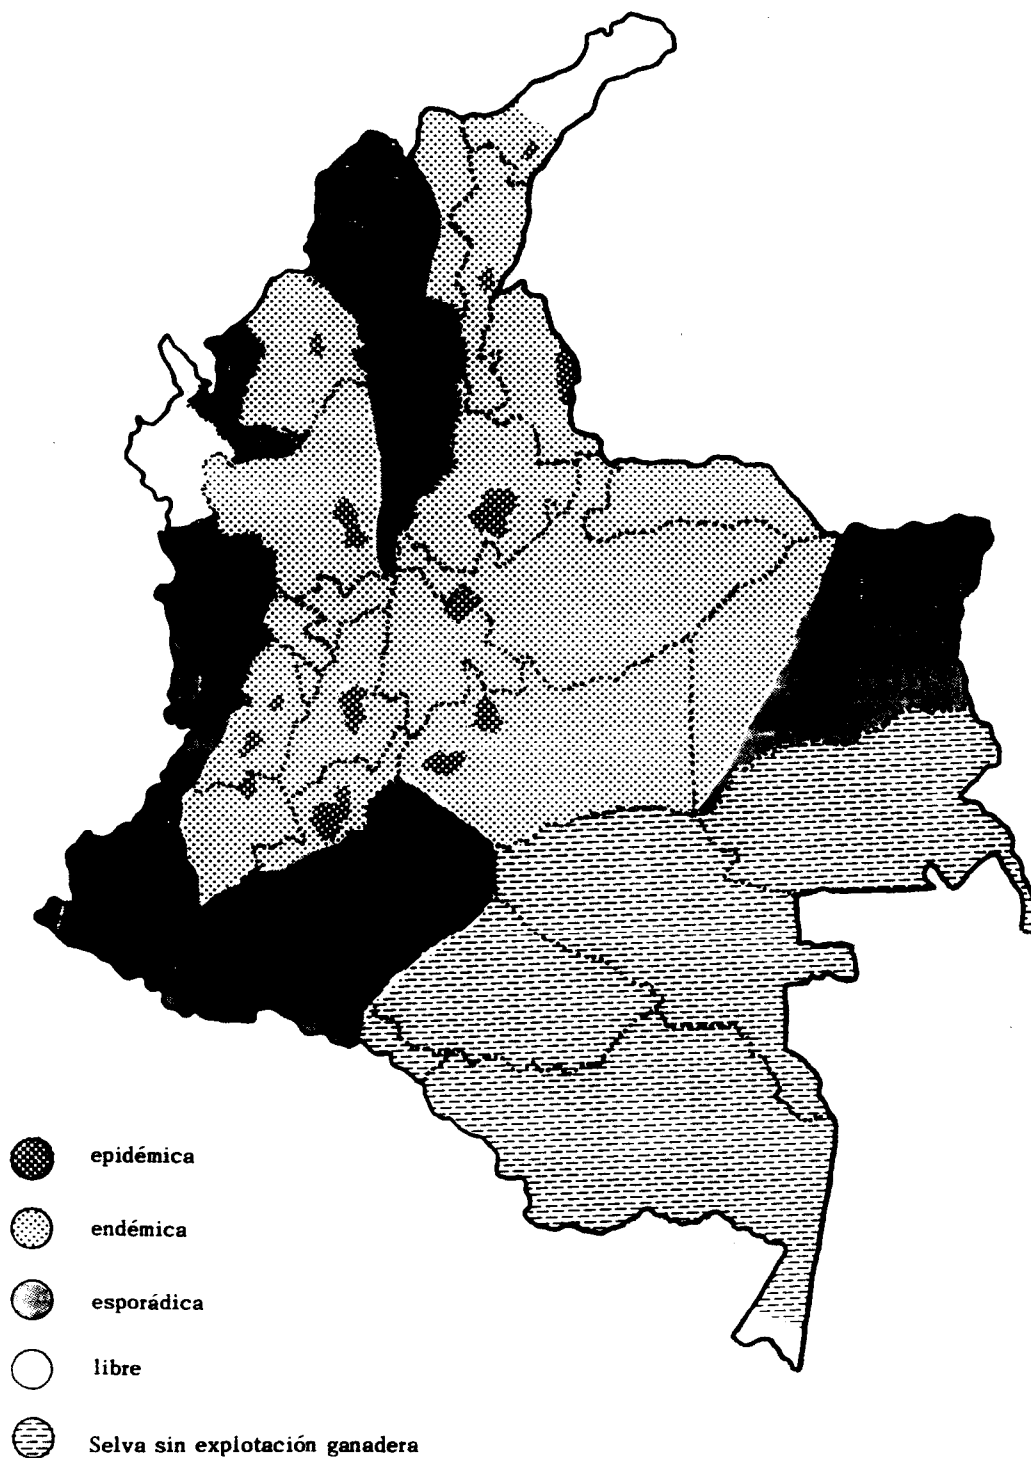 epidémica
endémica
esporádica
libre
Selva sin explotación ganadera